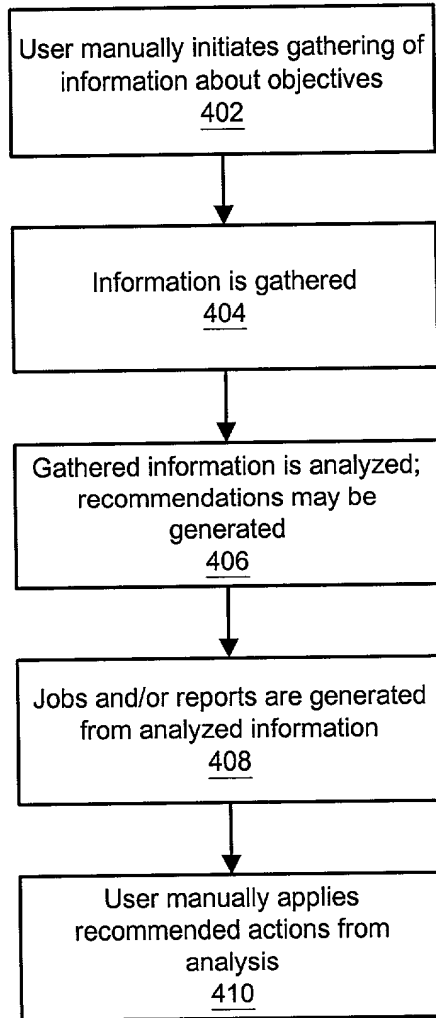 User manually initiates gathering of
information about objectives
402
Information is gathered
404
Gathered information is analyzed;
recommendations may be
generated
406
Jobs and/or reports are generated
from analyzed information
408
User manually applies
recommended actions from
analysis
410